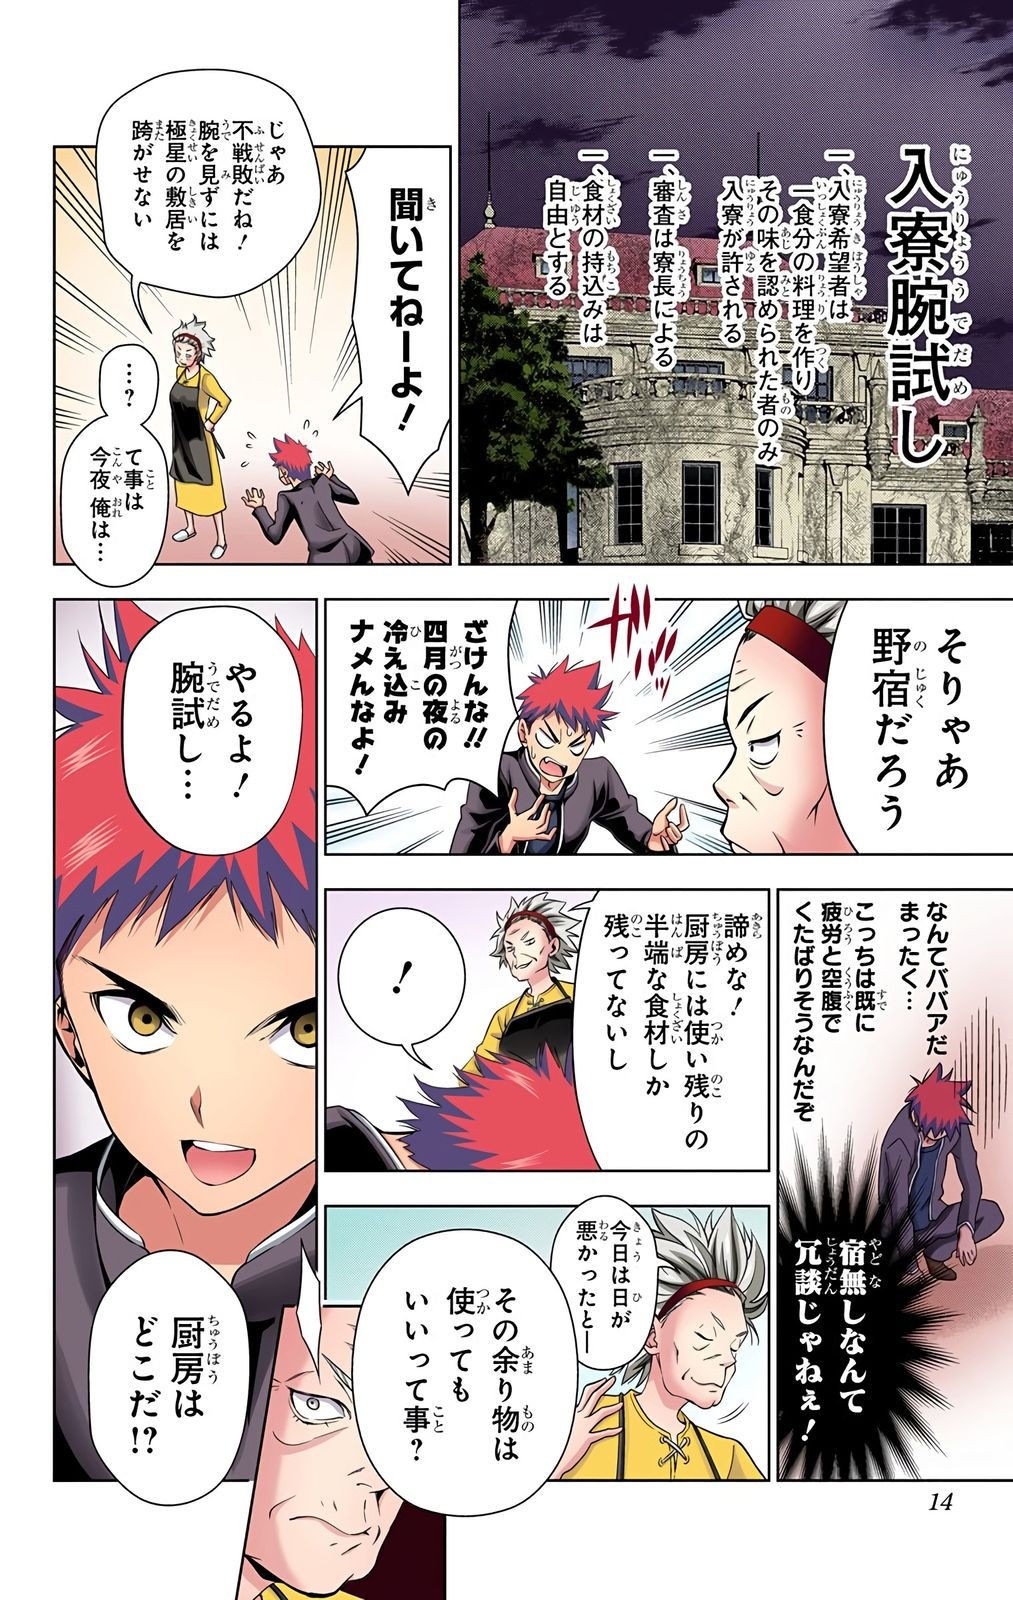 入寮腕試し
一、入寮希望者は
一食分の料理を作り
その味を認められた者のみ
入寮が許される
一、審査は寮長による
一、食材の持込みは
自由とする
聞いてねーよ！
じゃあ
不戦敗だね！
腕を見ずには
極星の敷居を
跨がせない
…？
て事は
今夜俺は…
そりゃあ
野宿だろう
ガビ
ざけんな!!
四月の夜の
冷え込み
ナメんなよ！
なんてババアだ
まったく…
こっちは既に
疲労と空腹で
くたばりそうなんだぞ
宿無しなんて
冗談じゃねぇ！
諦めな！
厨房には使い残りの
半端な食材しか
残ってないし
！
今日は日が
悪かったと―
その余り物は
使っても
いいって事？
やるよ！
腕試し…
厨房は
どこだ!?
14